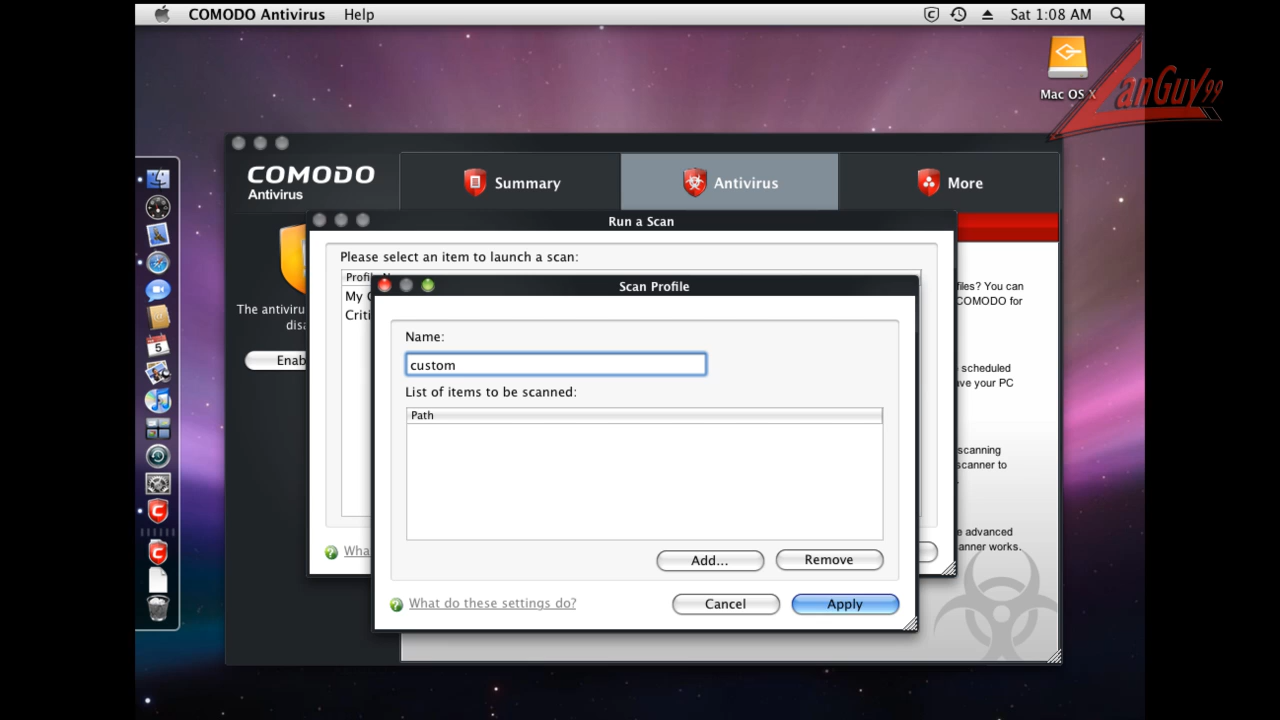 COMODO Antivirus Help
Sat 1:08 AM
Mac OS X
LanGuy99
COMODO
Antivirus
Summary
Antivirus
More
Run a Scan
Please select an item to launch a scan:
My
The antiviru
Enab
Scan Profile
Name:
custom
List of items to be scanned:
Path
Add...
Remove
What do these settings do?
Cancel
Apply
files? You can
COMODO for
scheduled
ave your PC
scanning
scanner to
e advanced
anner works.
5